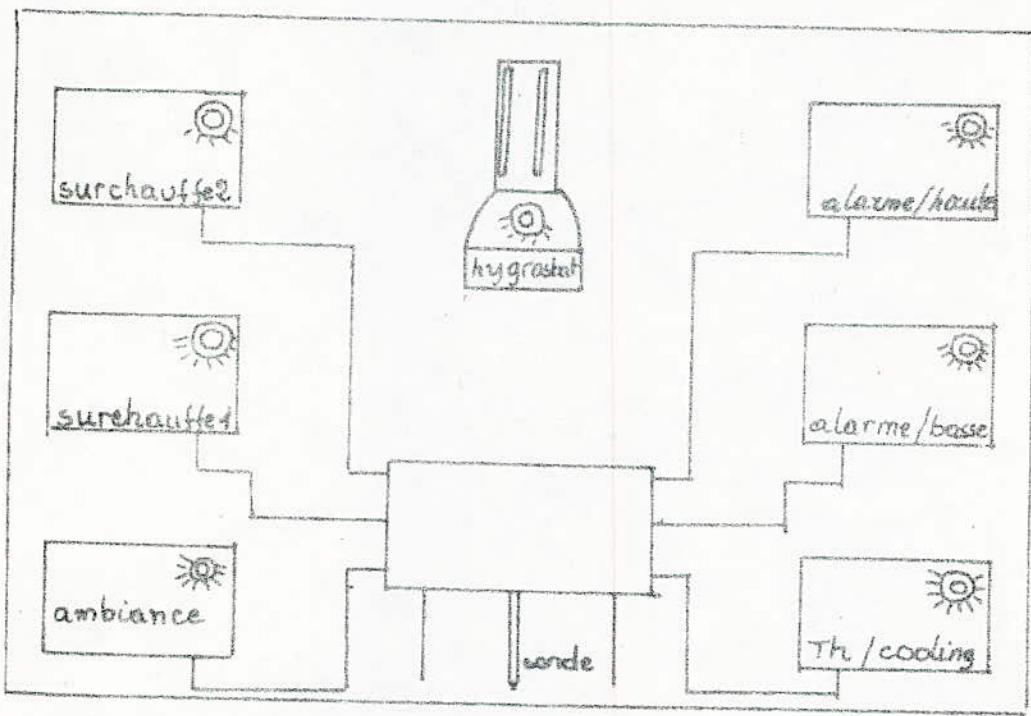 surchauffe2
alarme/haute
hygrostat
surchauffe1
alarme/basse
ambiance
sonde
Th/cooling